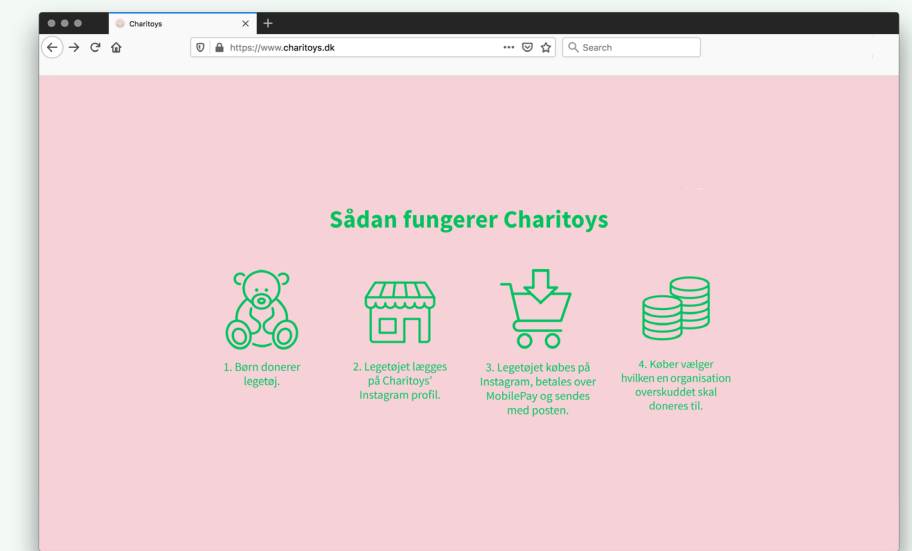 Charitoys
https://www.charitoys.dk
Search
Sådan fungerer Charitoys
1. Børn donerer
legetøj.
2. Legetøjet lægges
på Charitoys'
Instagram profil.
3. Legetøjet købes på
Instagram, betales over
MobilePay og sendes
med posten.
4. Køber vælger
hvilken en organisation
overskuddet skal
doneres til.